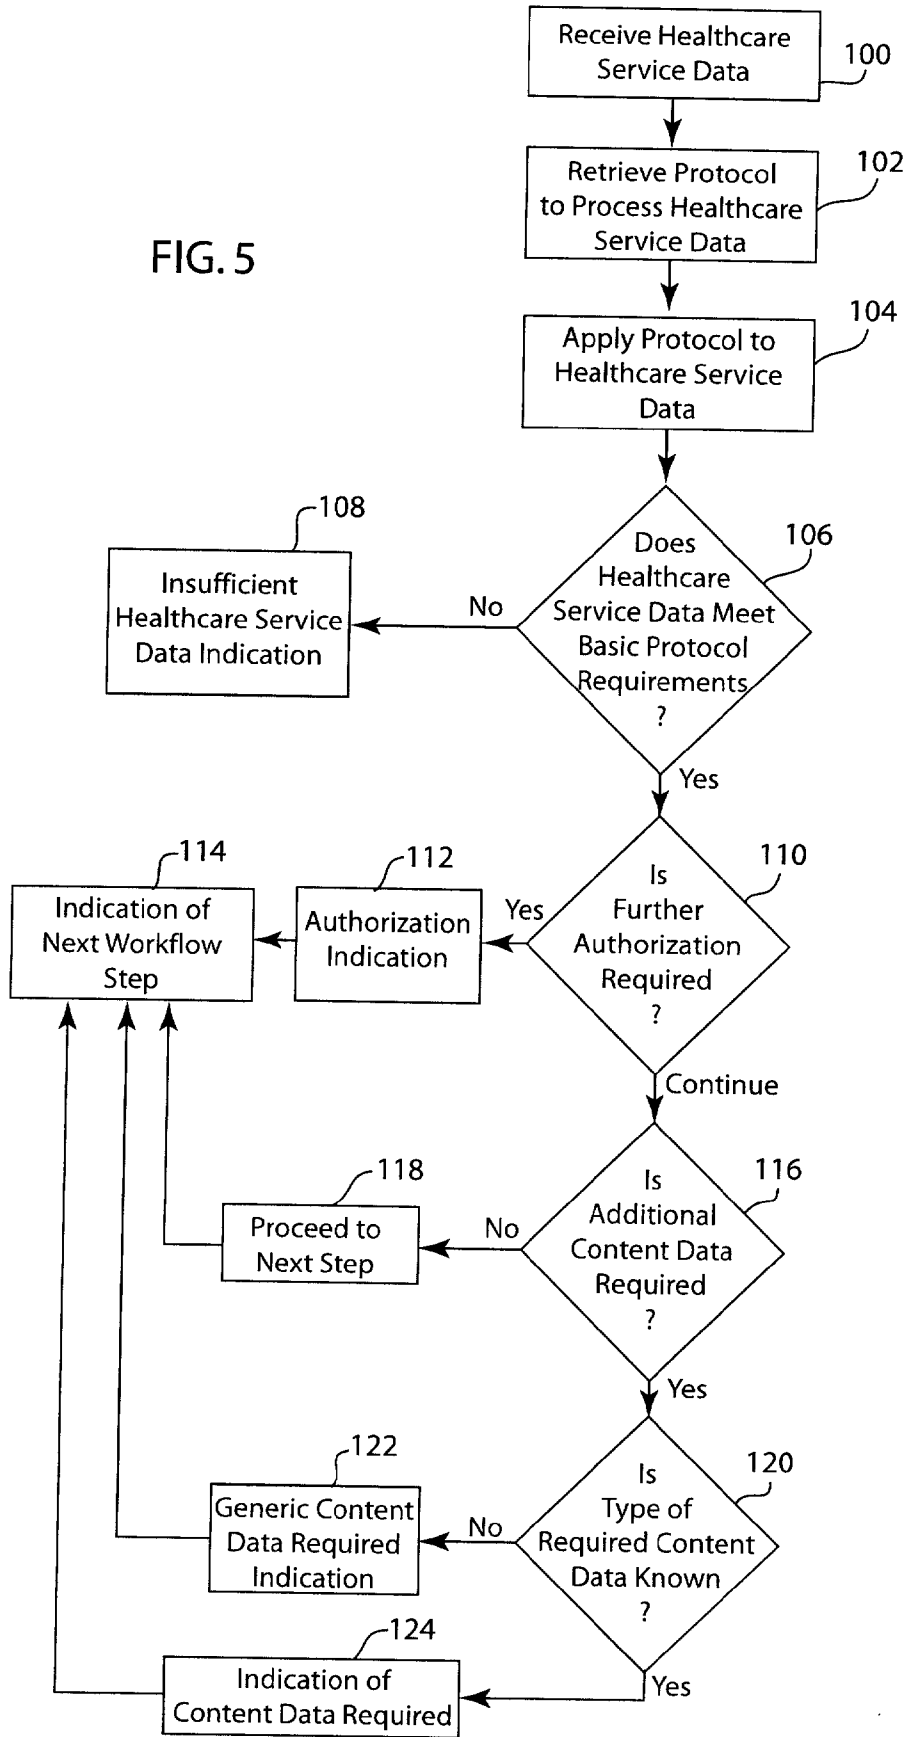 Receive Healthcare
Service Data
100
Retrieve Protocol
to Process Healthcare
Service Data
102
FIG. 5
Apply Protocol to
Healthcare Service
Data
104
108
Insufficient
Healthcare Service
Data Indication
No
Does
Healthcare
Service Data Meet
Basic Protocol
Requirements
?
106
Yes
114
Indication of
Next Workflow
Step
112
Authorization
Indication
Yes
Is
Further
Authorization
Required
?
110
Continue
118
Proceed to
Next Step
No
Is
Additional
Content Data
Required
?
116
Yes
122
Generic Content
Data Required
Indication
No
Is
Type of
Required Content
Data Known
?
120
Yes
124
Indication of
Content Data Required